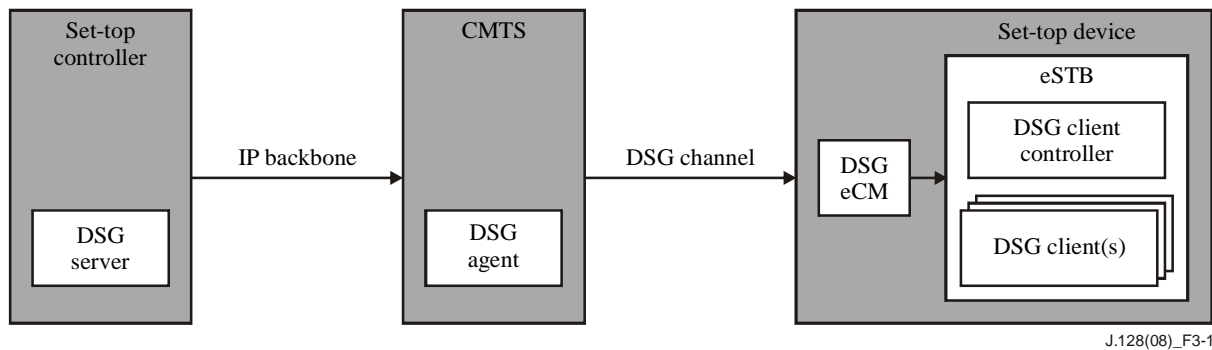 Set-top
controller
CMTS
Set-top device
eSTB
DSG client
controller
IP backbone
DSG channel
DSG
eCM
DSG
server
DSG
agent
DSG client(s)
J.128(08)_F3-1